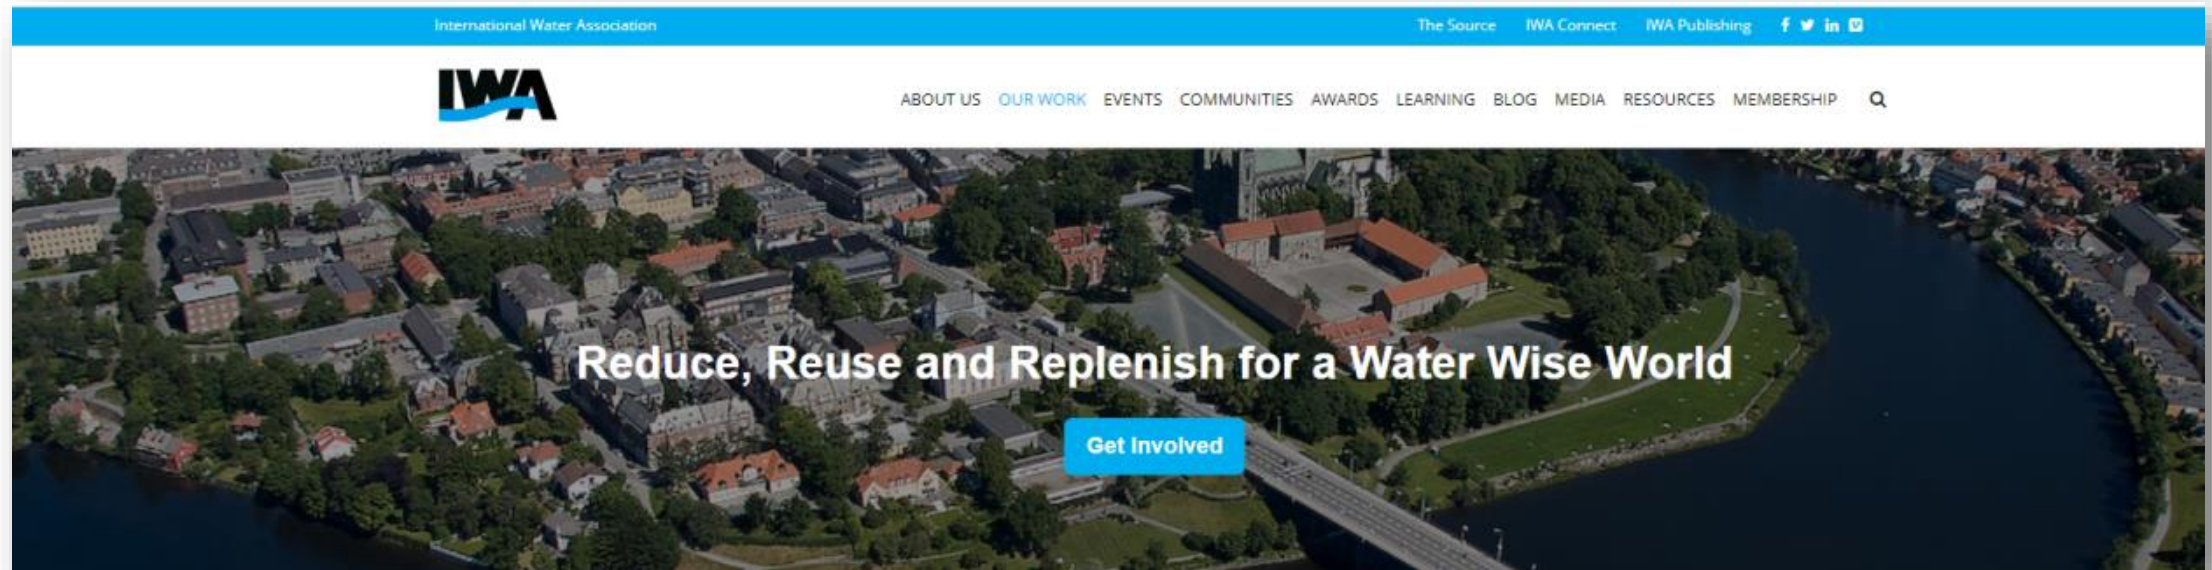 International Water Association The Source IWA Connect IWA Publishing
IWA ABOUT US OUR WORK EVENTS COMMUNITIES AWARDS LEARNING BLOG MEDIA RESOURCES MEMBERSHIP
Reduce, Reuse and Replenish for a Water Wise World
Get Involved